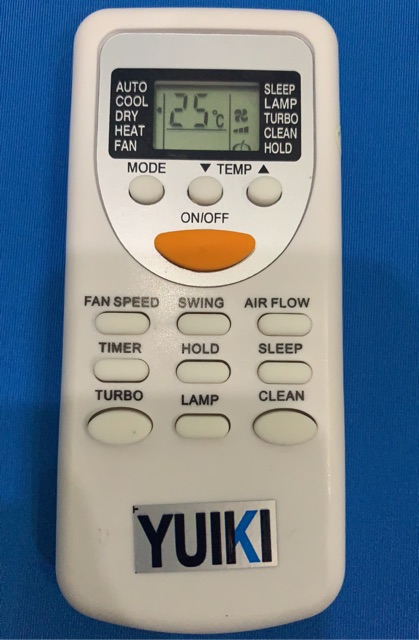 AUTO
COOL
DRY
HEAT
FAN
25°C
SLEEP
LAMP
TURBO
CLEAN
HOLD
MODE ▼ TEMP ▲
ON/OFF
FAN SPEED SWING AIR FLOW
TIMER HOLD SLEEP
TURBO LAMP CLEAN
YUIKI